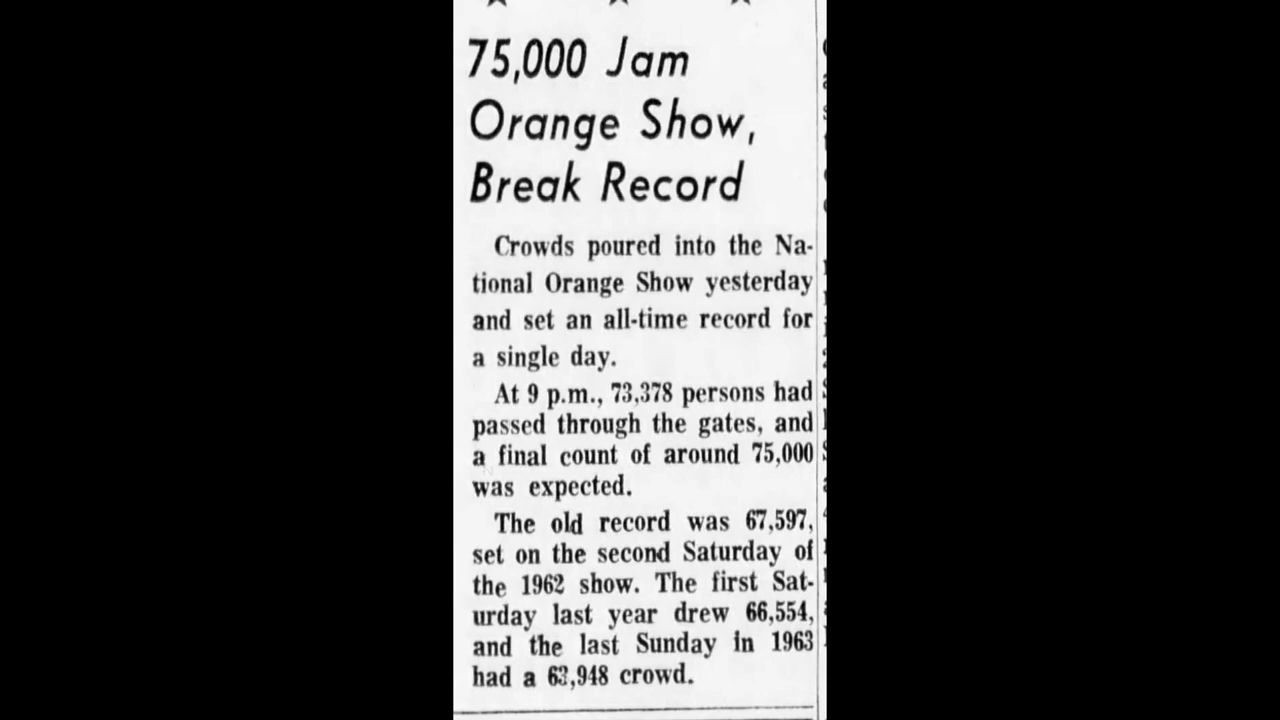 75,000 Jam
Orange Show,
Break Record
Crowds poured into the Na-
tional Orange Show yesterday
and set an all-time record for
a single day.
At 9 p.m., 73,378 persons had
passed through the gates, and
a final count of around 75,000
was expected.
The old record was 67,597,
set on the second Saturday of
the 1962 show. The first Sat-
urday last year drew 66,554,
and the last Sunday in 1963
had a 63,948 crowd.